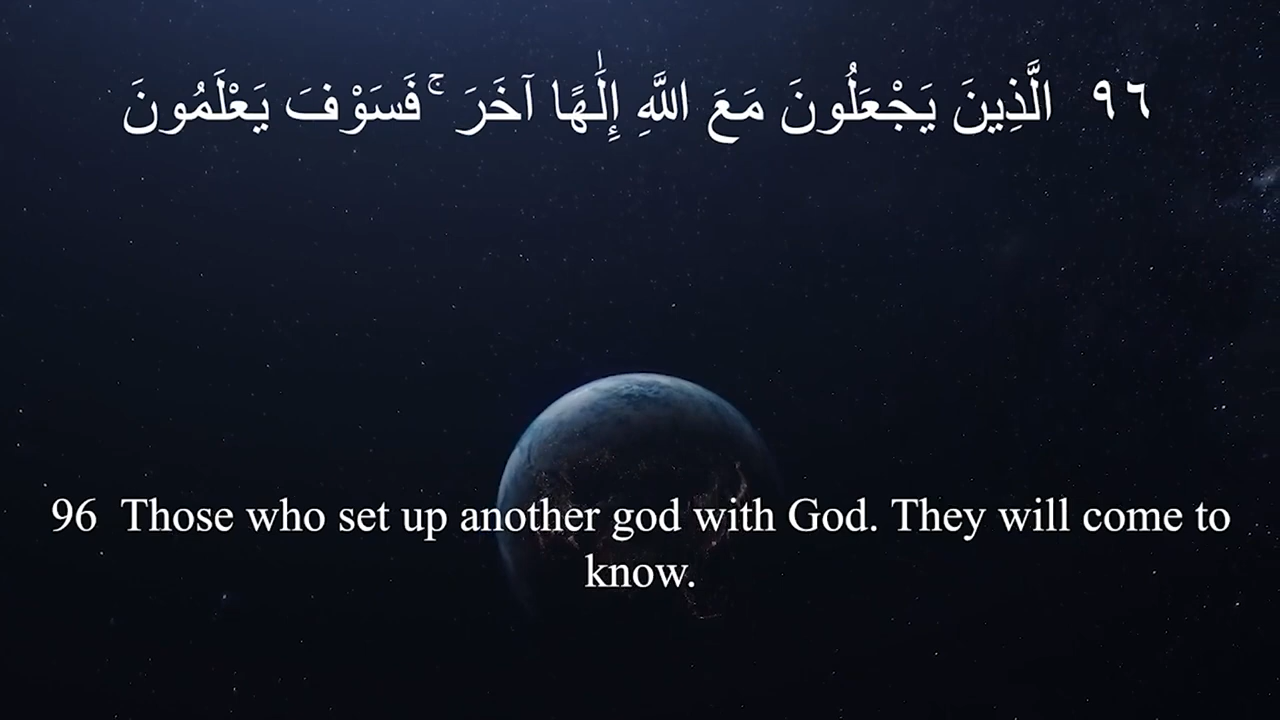 ٩٦ الَّذِينَ يَجْعَلُونَ مَعَ اللَّهِ إِلَٰهًا آخَرَ ۚ فَسَوْفَ يَعْلَمُونَ
96 Those who set up another god with God. They will come to
know.